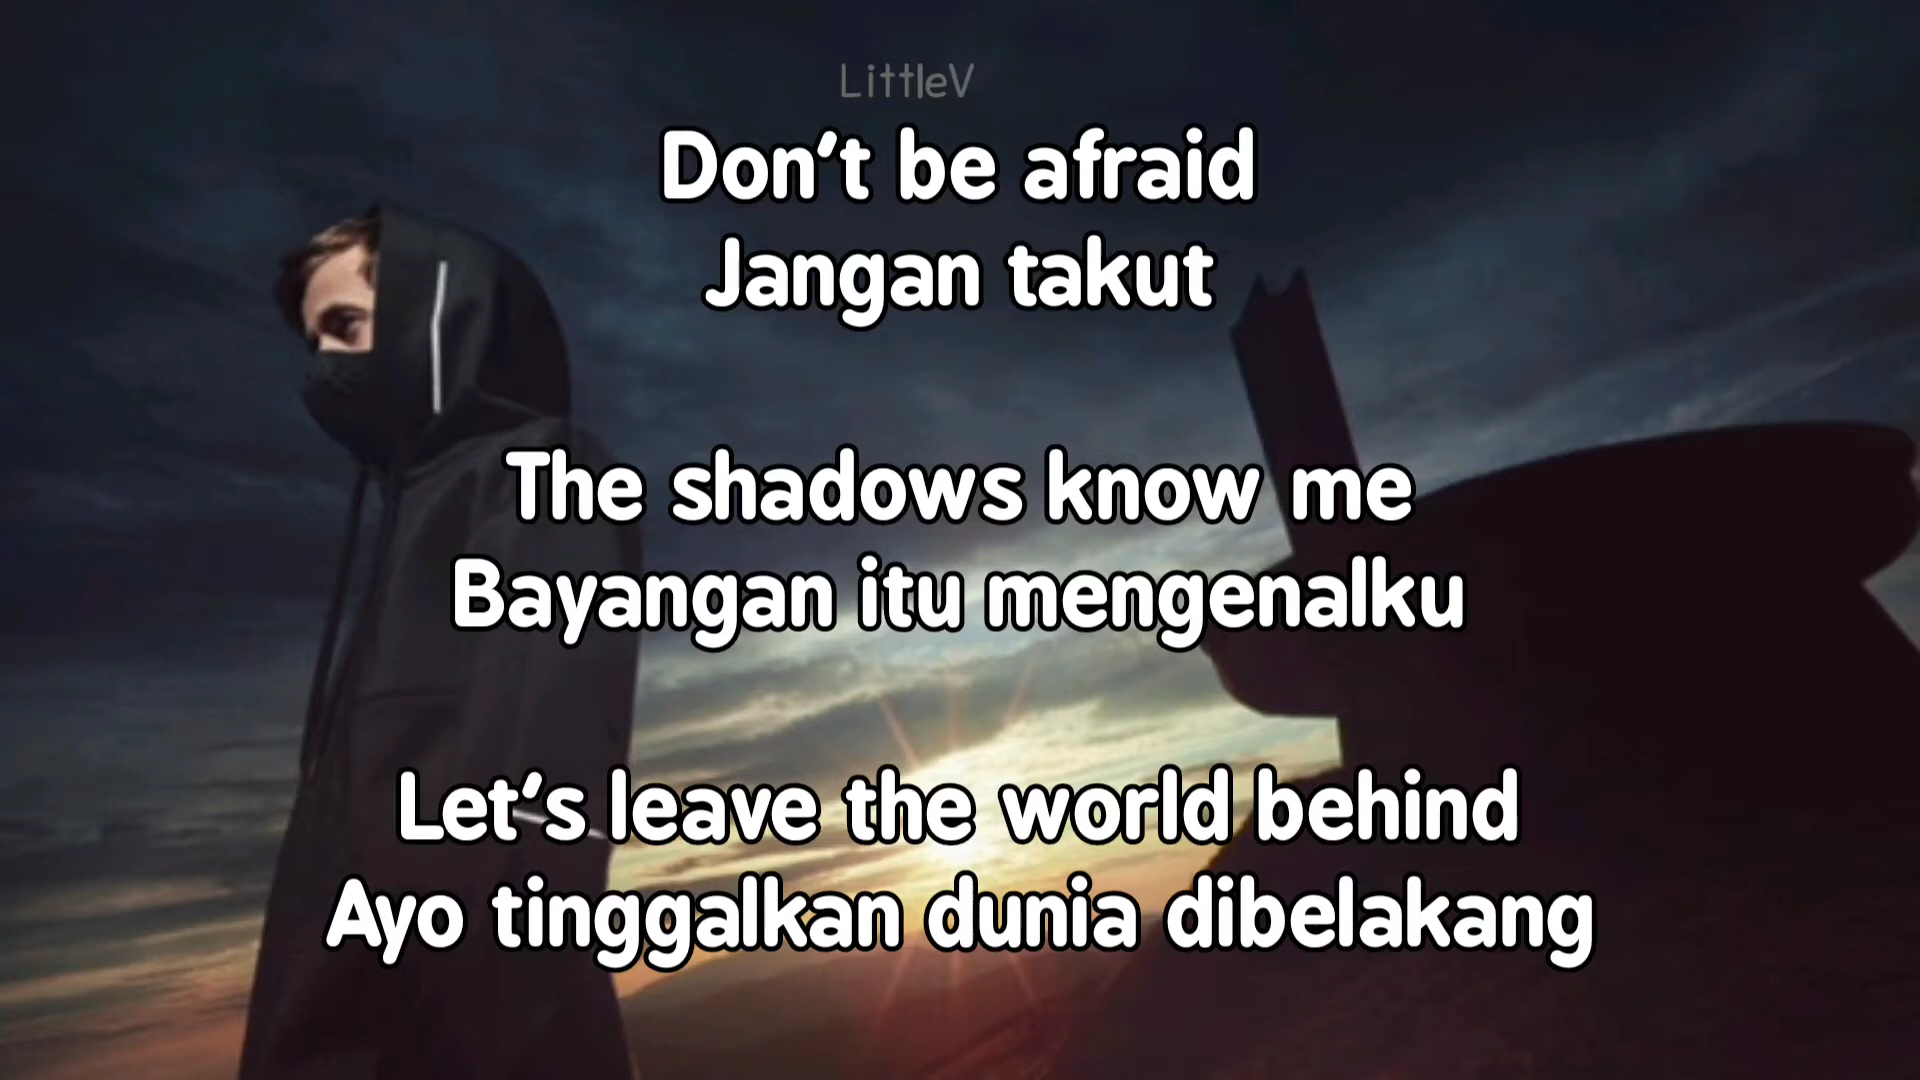 LittleV
Don't be afraid
Jangan takut
The shadows know me
Bayangan itu mengenalku
Let's leave the world behind
Ayo tinggalkan dunia dibelakang